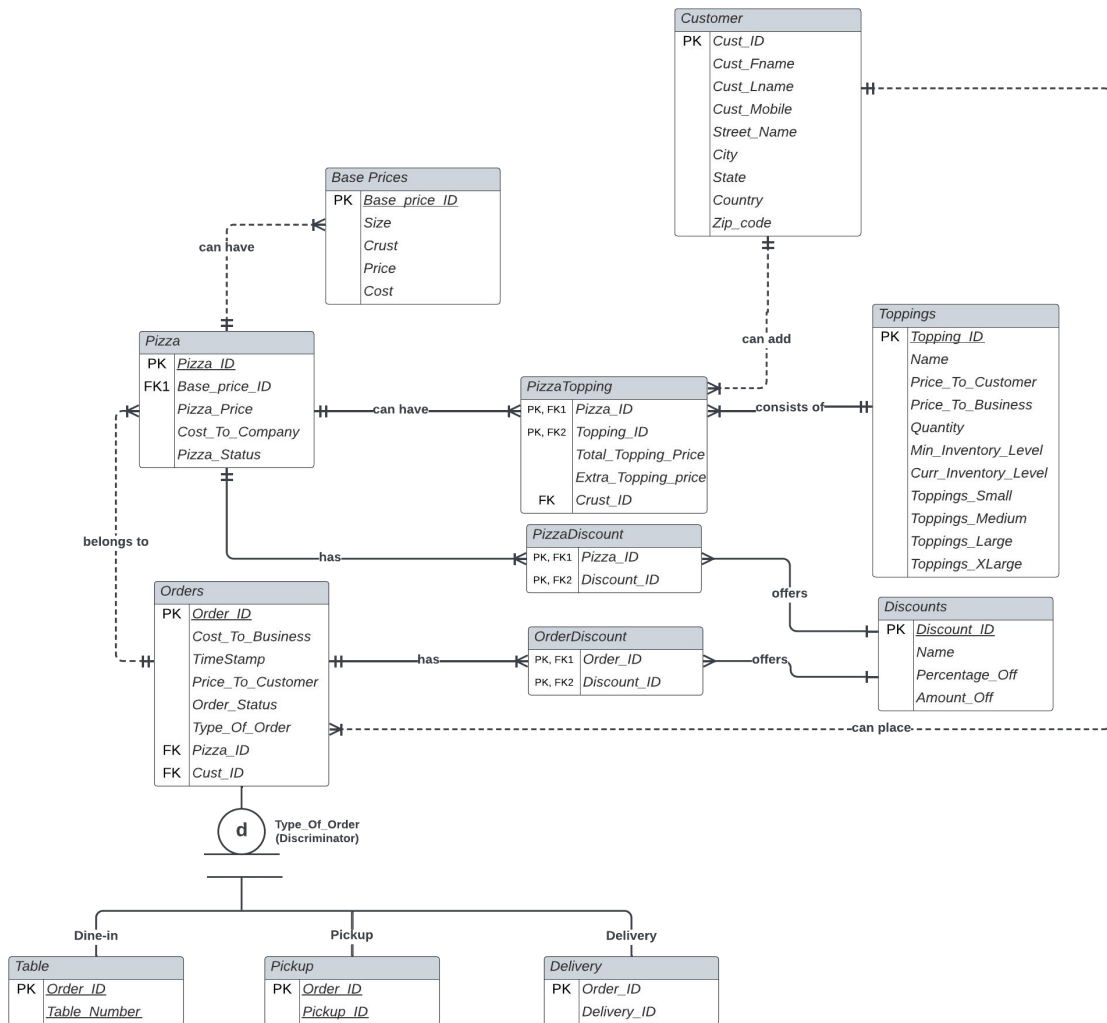 Customer
PK Cust_ID
Cust_Fname
Cust_Lname
Cust_Mobile
Street_Name
City
State
Country
Zip_code
Base Prices
PK Base_price_ID
Size
Crust
Price
Cost
can have
Pizza
PK Pizza_ID
FK1 Base_price_ID
Pizza_Price
Cost_To_Company
Pizza_Status
can have
can add
PizzaTopping
PK, FK1 Pizza_ID
PK, FK2 Topping_ID
Total_Topping_Price
Extra_Topping_price
FK Crust_ID
consists of
Toppings
PK Topping_ID
Name
Price_To_Customer
Price_To_Business
Quantity
Min_Inventory_Level
Curr_Inventory_Level
Toppings_Small
Toppings_Medium
Toppings_Large
Toppings_XLarge
belongs to
has
PizzaDiscount
PK, FK1 Pizza_ID
PK, FK2 Discount_ID
offers
Orders
PK Order_ID
Cost_To_Business
TimeStamp
Price_To_Customer
Order_Status
Type_Of_Order
FK Pizza_ID
FK Cust_ID
has
OrderDiscount
PK, FK1 Order_ID
PK, FK2 Discount_ID
offers
Discounts
PK Discount_ID
Name
Percentage_Off
Amount_Off
can place
d
Type_Of_Order
(Discriminator)
Dine-in
Pickup
Delivery
Table
PK Order_ID
Table_Number
Pickup
PK Order_ID
Pickup_ID
Delivery
PK Order_ID
Delivery_ID